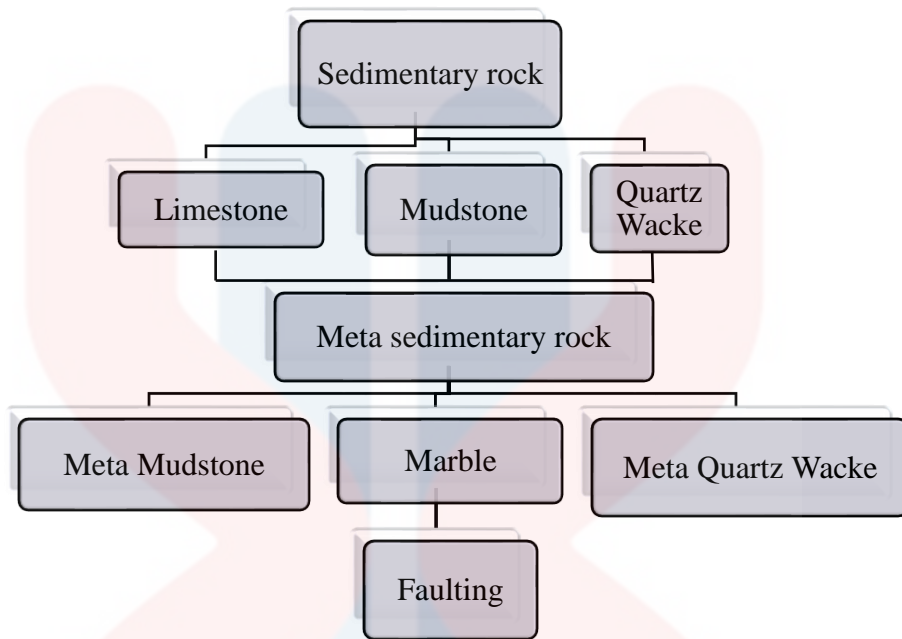 Sedimentary rock
Limestone
Mudstone
Quartz
Wacke
Meta sedimentary rock
Meta Mudstone
Marble
Meta Quartz Wacke
Faulting